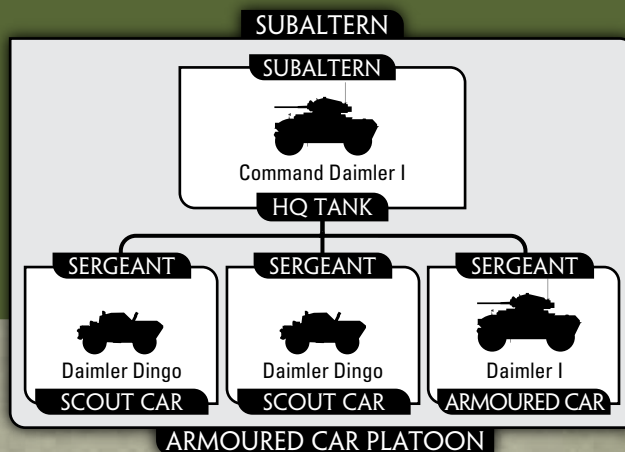 SUBALTERN
SUBALTERN
Command Daimler I
HQ TANK
SERGEANT SERGEANT SERGEANT
Daimler Dingo Daimler Dingo Daimler I
SCOUT CAR SCOUT CAR ARMOURED CAR
ARMOURED CAR PLATOON